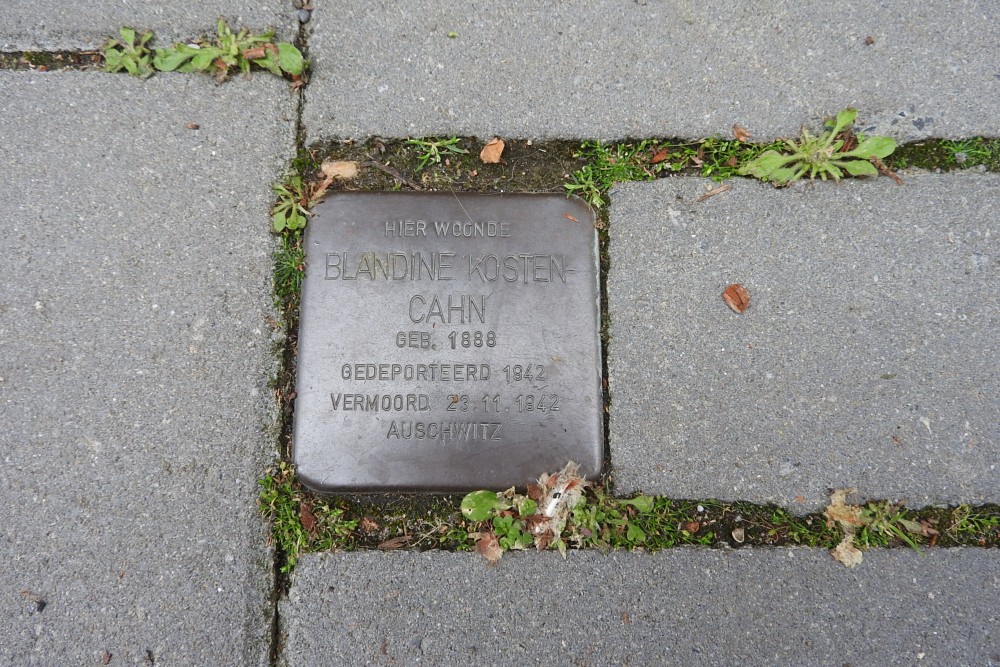 HIER WOONDE
BLANDINE KOSTEN-
CAHN
GEB. 1888
GEDEPORTEERD 1942
VERMOORD 23.11.1942
AUSCHWITZ